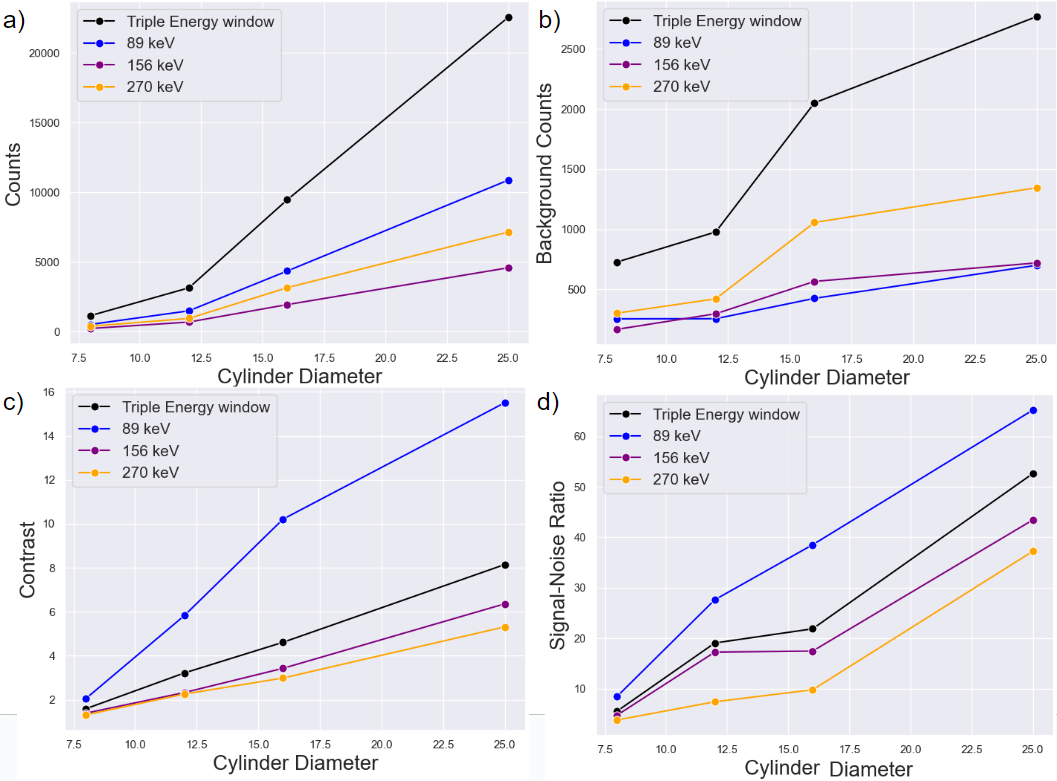 a)
Triple Energy window
89 keV
156 keV
270 keV
20000
15000
10000
5000
0
Counts
7.5 10.0 12.5 15.0 17.5 20.0 22.5 25.0
Cylinder Diameter
b)
Triple Energy window
89 keV
156 keV
270 keV
2500
2000
1500
1000
500
Background Counts
7.5 10.0 12.5 15.0 17.5 20.0 22.5 25.0
Cylinder Diameter
c)
Triple Energy window
89 keV
156 keV
270 keV
16
14
12
10
8
6
4
2
Contrast
7.5 10.0 12.5 15.0 17.5 20.0 22.5 25.0
Cylinder Diameter
d)
Triple Energy window
89 keV
156 keV
270 keV
60
50
40
30
20
10
Signal-Noise Ratio
7.5 10.0 12.5 15.0 17.5 20.0 22.5 25.0
Cylinder Diameter